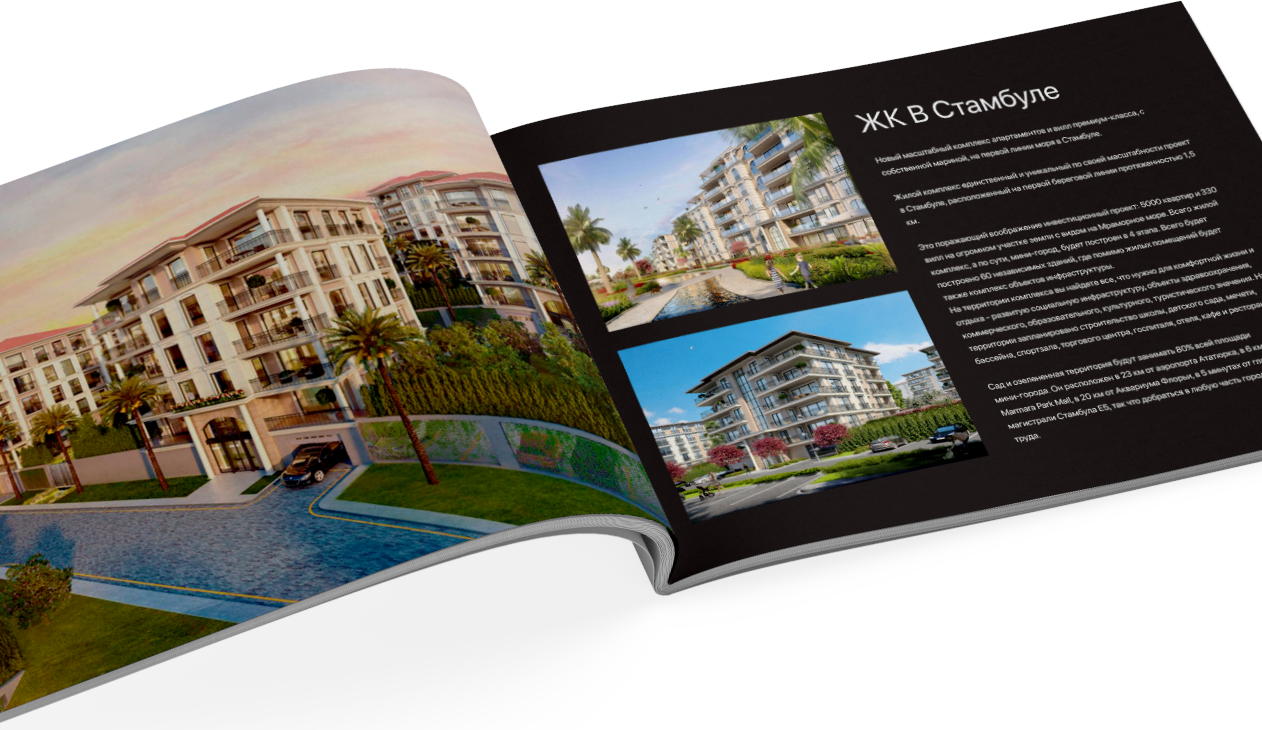 ЖК В Стамбуле
Новый масштабный комплекс апартаментов и вилл премиум-класса, с
собственной мариной, на первой линии моря в Стамбуле.
Жилой комплекс единственный и уникальный по своей масштабности проект
в Стамбуле, расположенный на первой береговой линии протяженностью 1,5
км.
Это поражающий воображение инвестиционный проект: 5000 квартир и 330
вилл на огромном участке земли с видом на Мраморное море. Всего жилой
комплекс, а по сути, мини-город, будет построен в 4 этапа. Всего будет
построено 60 независимых зданий, где помимо жилых помещений будет
также комплекс объектов инфраструктуры.
На территории комплекса вы найдете все, что нужно для комфортной жизни и
отдыха - развитую социальную инфраструктуру, объекты здравоохранения,
коммерческого, образовательного, культурного, туристического значения. Н
территории запланировано строительство школы, детского сада, мечети,
бассейна, спортзала, торгового центра, госпиталя, отеля, кафе и рестора
Сад и озелененная территория будут занимать 80% всей площади
мини-города. Он расположен в 23 км от аэропорта Ататюрка, в 6 км
Marmara Park Mall, в 20 км от Аквариума Флорьи, в 5 минутах от гл
магистрали Стамбула E5, так что добраться в любую часть город
труда.